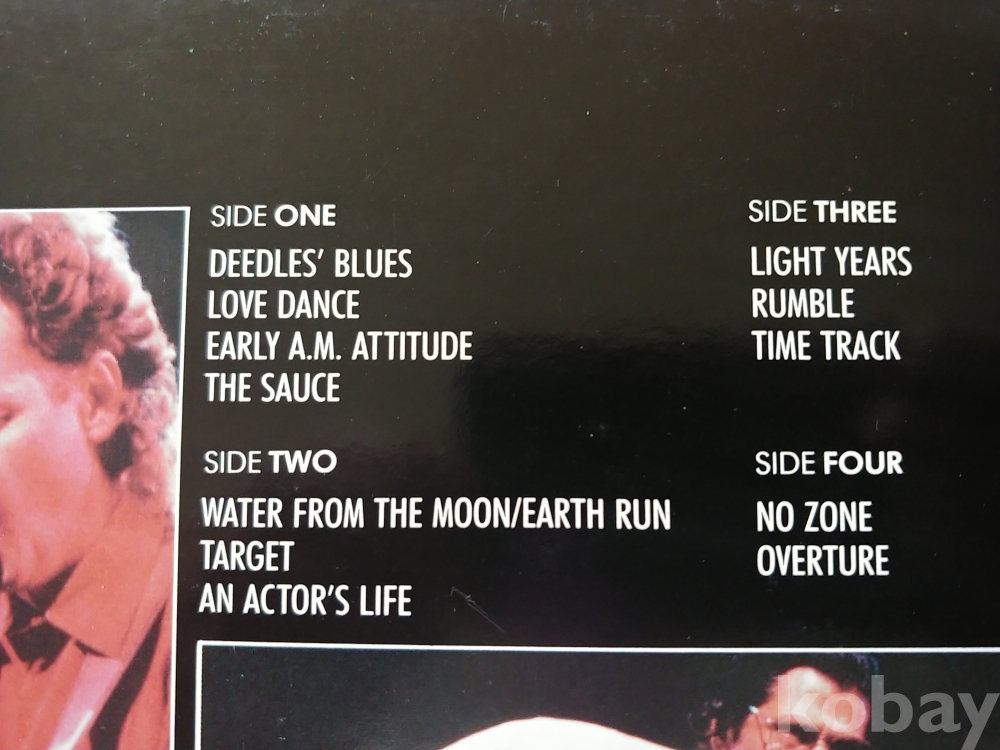 SIDE ONE
DEEDLES' BLUES
LOVE DANCE
EARLY A.M. ATTITUDE
THE SAUCE
SIDE TWO
WATER FROM THE MOON/EARTH RUN
TARGET
AN ACTOR'S LIFE
SIDE THREE
LIGHT YEARS
RUMBLE
TIME TRACK
SIDE FOUR
NO ZONE
OVERTURE
kobay